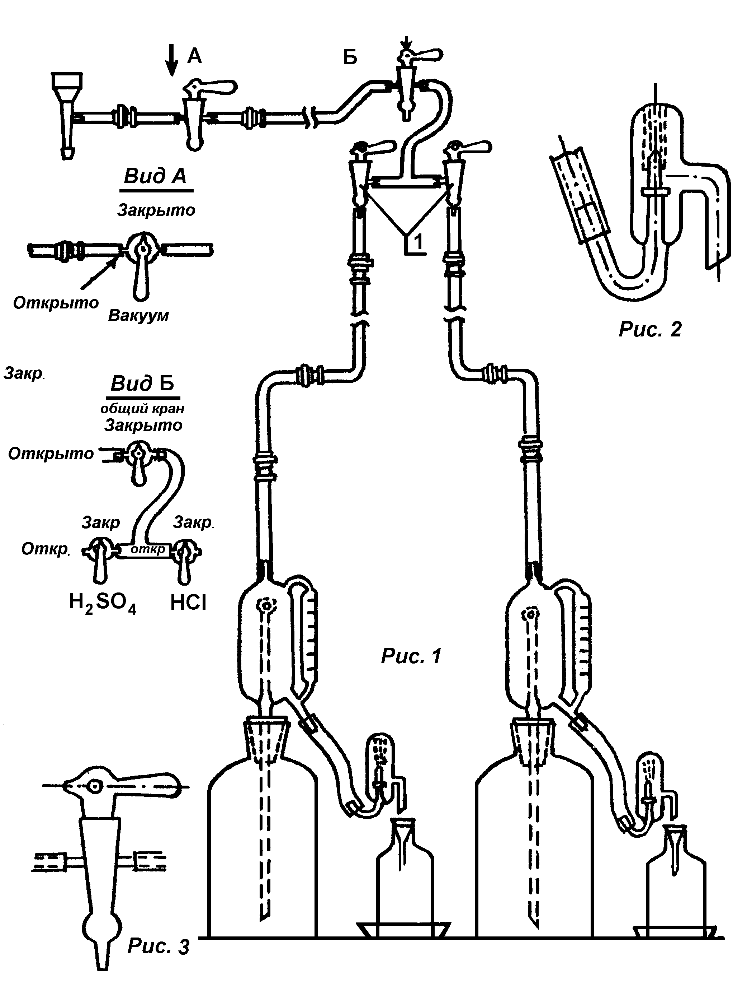 А
Б
Вид А
Закрыто
Открыто
Вакуум
1
Рис. 2
Закр.
Вид Б
общий кран
Закрыто
Открыто
Закр
Закр.
Откр.
откр.
H₂SO₄
HCl
Рис. 1
Рис. 3